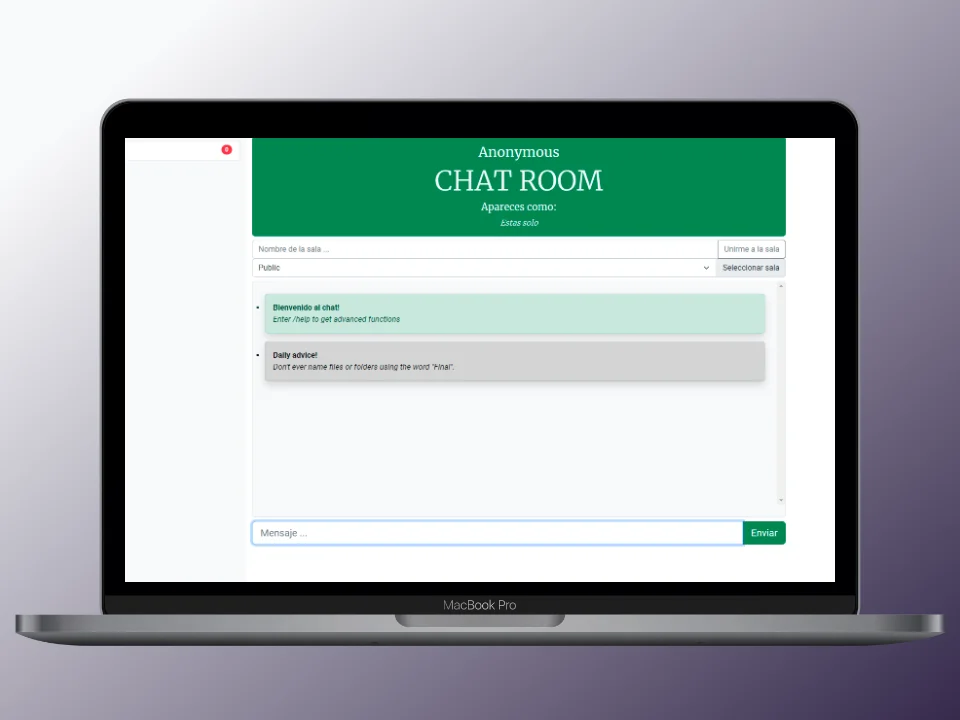 Anonymous
CHAT ROOM
Apareces como:
Estas solo
Nombre de la sala ...
Unirme a la sala
Public
Seleccionar sala
Bienvenido al chat!
Enter /help to get advanced functions
Daily advice!
Don't ever name files or folders using the word "Final".
Mensaje ...
Enviar
MacBook Pro